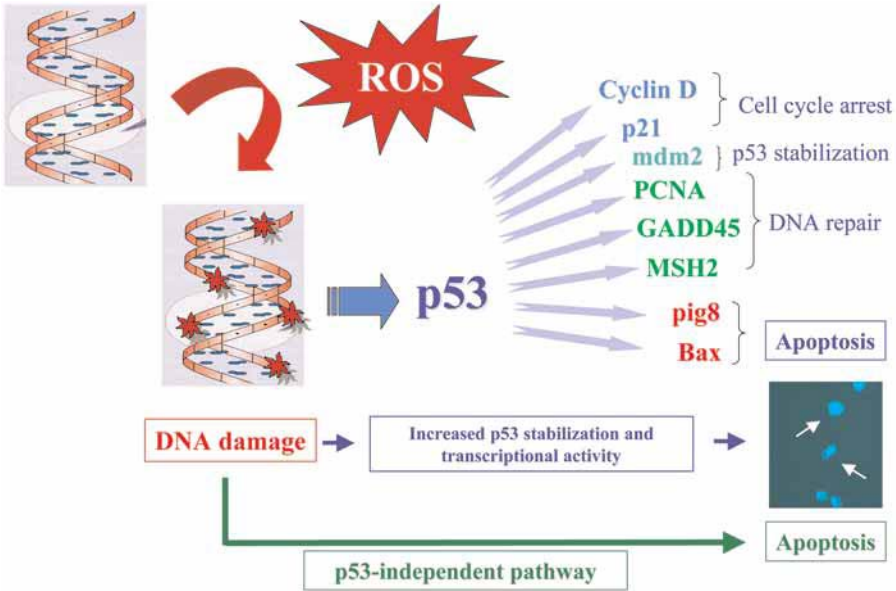 ROS
Cyclin D
p21
Cell cycle arrest
mdm2
p53 stabilization
PCNA
GADD45
MSH2
DNA repair
p53
pig8
Bax
Apoptosis
DNA damage
Increased p53 stabilization and
transcriptional activity
Apoptosis
p53-independent pathway